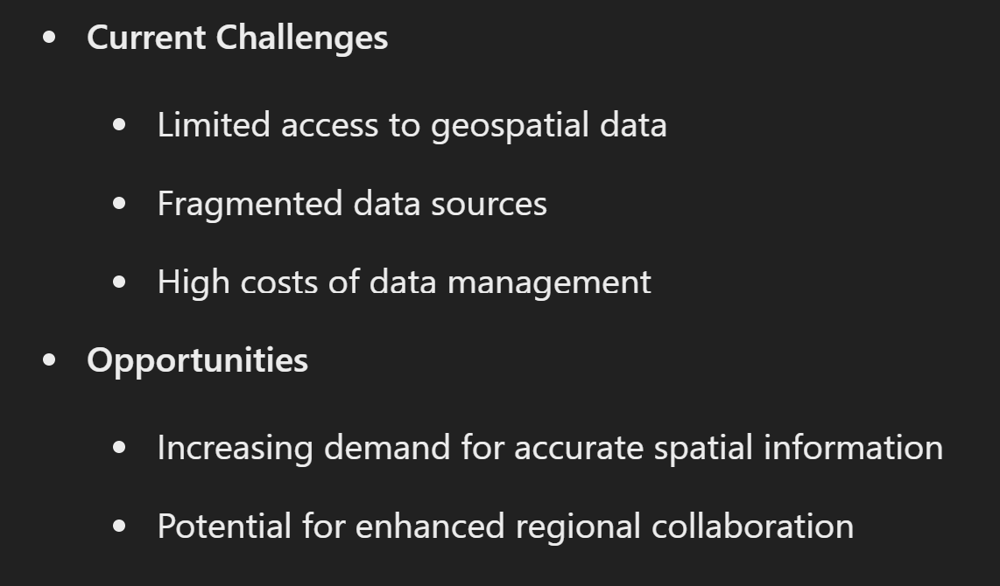 Current Challenges
Limited access to geospatial data
Fragmented data sources
High costs of data management
Opportunities
Increasing demand for accurate spatial information
Potential for enhanced regional collaboration